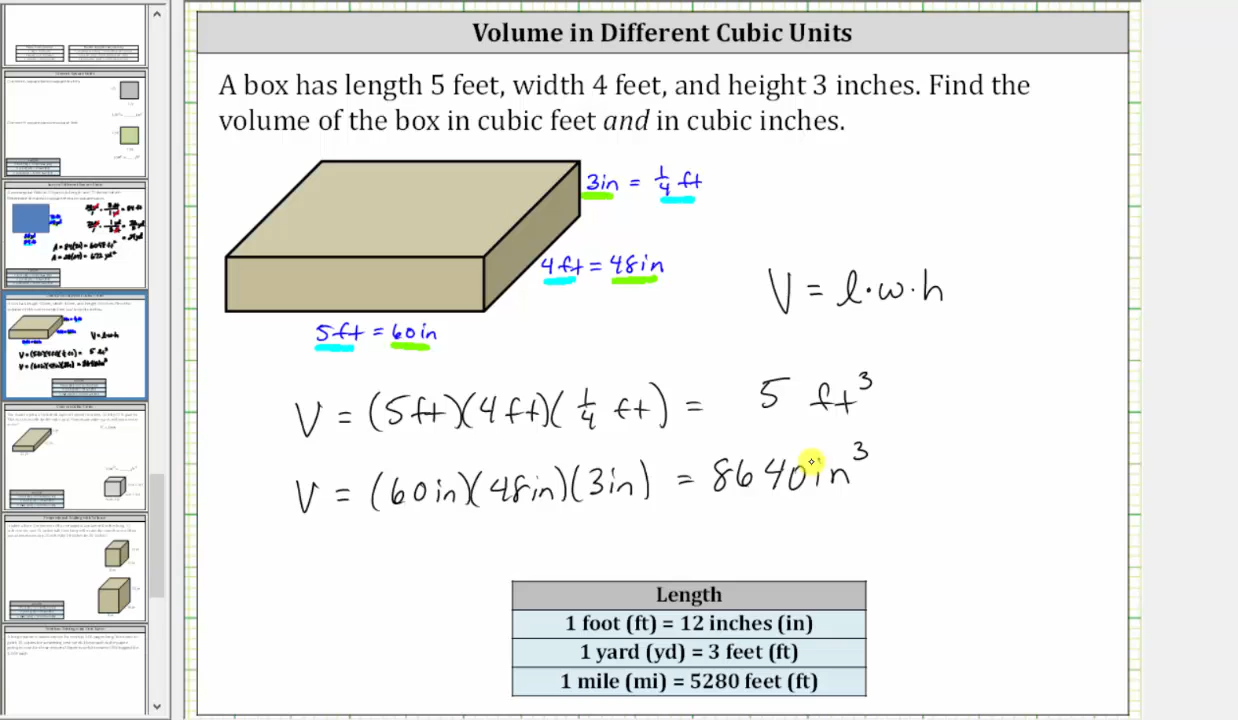 Volume in Different Cubic Units
A box has length 5 feet, width 4 feet, and height 3 inches. Find the
volume of the box in cubic feet and in cubic inches.
3in = 1/4 ft
4ft = 48in
5ft = 60in
V = l·w·h
V = (5ft)(4ft)(1/4 ft) = 5 ft³
V = (60in)(48in)(3in) = 8640in³
Length
1 foot (ft) = 12 inches (in)
1 yard (yd) = 3 feet (ft)
1 mile (mi) = 5280 feet (ft)